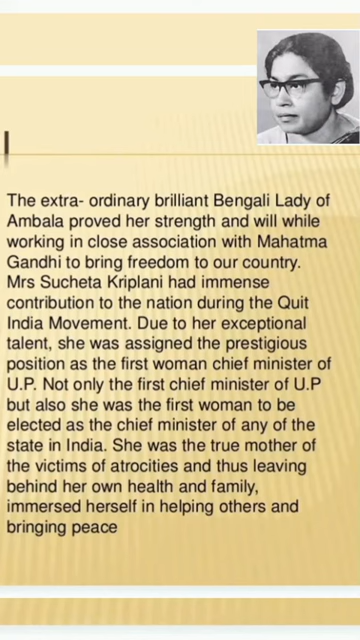 The extra- ordinary brilliant Bengali Lady of
Ambala proved her strength and will while
working in close association with Mahatma
Gandhi to bring freedom to our country.
Mrs Sucheta Kriplani had immense
contribution to the nation during the Quit
India Movement. Due to her exceptional
talent, she was assigned the prestigious
position as the first woman chief minister of
U.P. Not only the first chief minister of U.P
but also she was the first woman to be
elected as the chief minister of any of the
state in India. She was the true mother of
the victims of atrocities and thus leaving
behind her own health and family,
immersed herself in helping others and
bringing peace